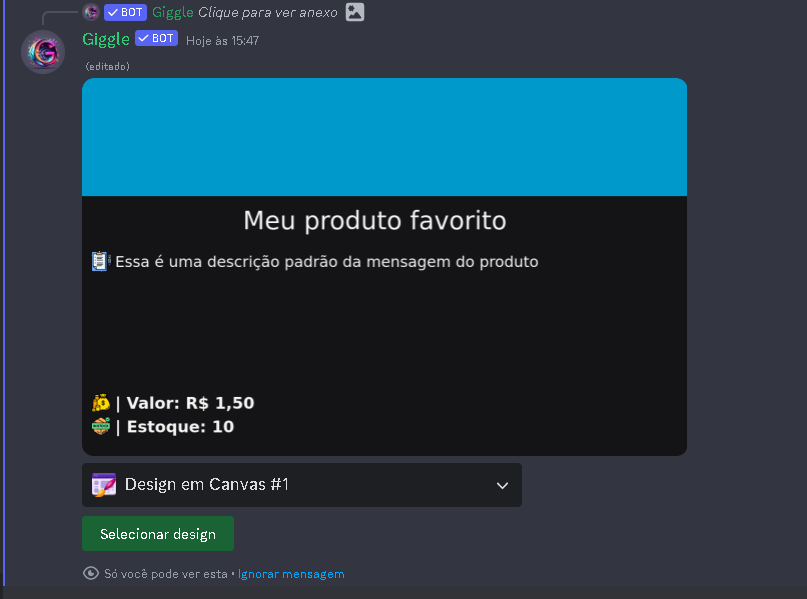 BOT Giggle Clique para ver anexo
Giggle BOT Hoje às 15:47
(editado)
Meu produto favorito
Essa é uma descrição padrão da mensagem do produto
| Valor: R$ 1,50
| Estoque: 10
Design em Canvas #1
Selecionar design
Só você pode ver esta • Ignorar mensagem